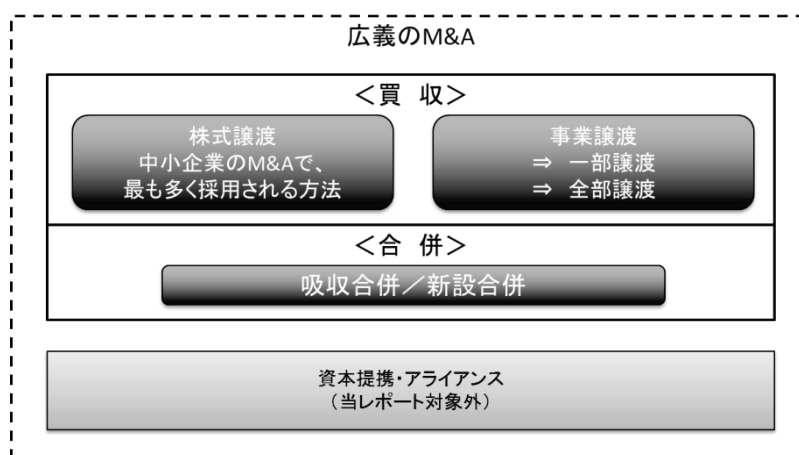 広義のM&A
＜買　収＞
株式譲渡
中小企業のM&Aで、
最も多く採用される方法
事業譲渡
⇒ 一部譲渡
⇒ 全部譲渡
＜合　併＞
吸収合併／新設合併
資本提携・アライアンス
（当レポート対象外）